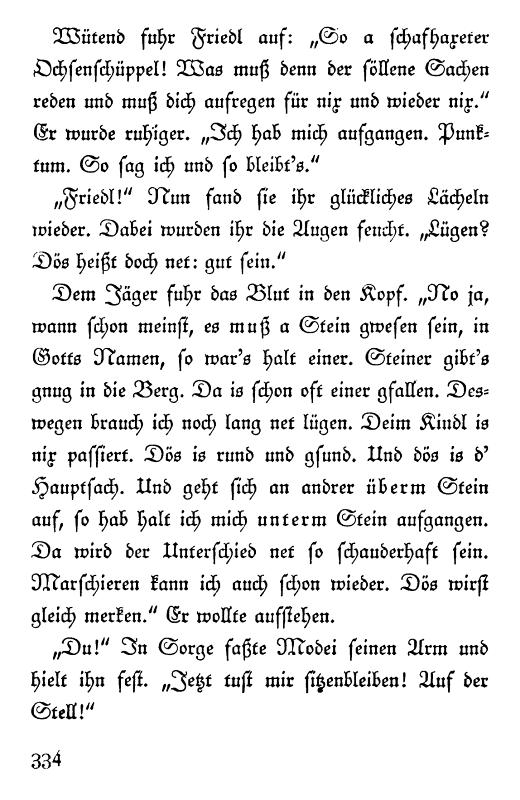 Wütend fuhr Friedl auf: „So a schafhaxeter
Ochsenschüppel! Was muß denn der söllene Sachen
reden und muß dich aufregen für nix und wieder nix.“
Er wurde ruhiger. „Ich hab mich aufgangen. Punk-
tum. So sag ich und so bleibt's.“
„Friedl!“ Nun fand sie ihr glückliches Lächeln
wieder. Dabei wurden ihr die Augen feucht. „Lügen?
Dös heißt doch net: gut sein.“
Dem Jäger fuhr das Blut in den Kopf. „No ja,
wann schon meinst, es muß a Stein gwesen sein, in
Gotts Namen, so war's halt einer. Steiner gibt's
gnug in die Berg. Da is schon oft einer gfallen. Des-
wegen brauch ich noch lang net lügen. Deim Kindl is
nix passiert. Dös is rund und gsund. Und dös is d'
Hauptsach. Und geht sich an andrer überm Stein
auf, so hab halt ich mich unterm Stein aufgangen.
Da wird der Unterschied net so schauderhaft sein.
Marschieren kann ich auch schon wieder. Dös wirst
gleich merken.“ Er wollte aufstehen.
„Du!“ In Sorge faßte Modei seinen Arm und
hielt ihn fest. „Jetzt tust mir sitzenbleiben! Auf der
Stell!“
334